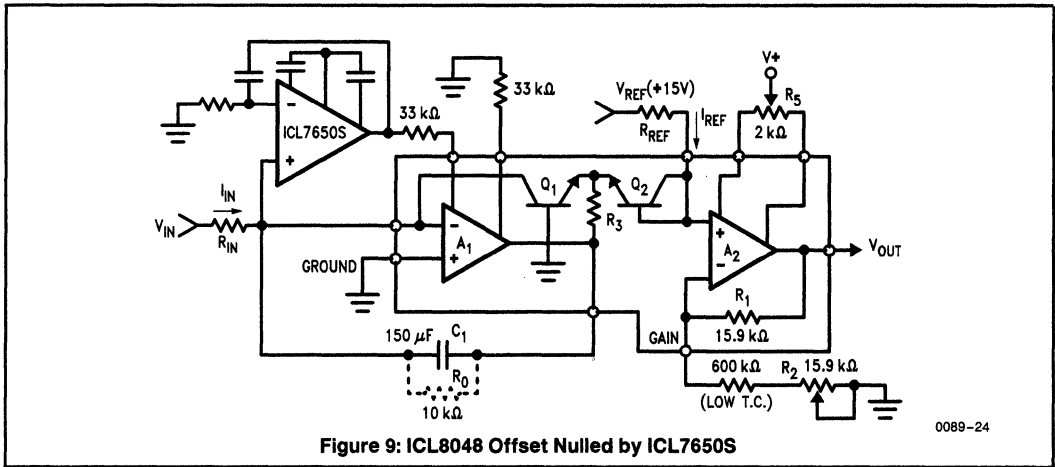 V+
33 kΩ
V_REF(+15V)
R_REF
I_REF
R_5
2 kΩ
−
+
ICL7650S
33 kΩ
I_IN
V_IN
R_IN
Q_1
Q_2
R_3
−
+
A_1
GROUND
+
−
A_2
V_OUT
R_1
15.9 kΩ
GAIN
150 μF
C_1
R_0
10 kΩ
600 kΩ
(LOW T.C.)
R_2
15.9 kΩ
0089-24
Figure 9: ICL8048 Offset Nulled by ICL7650S